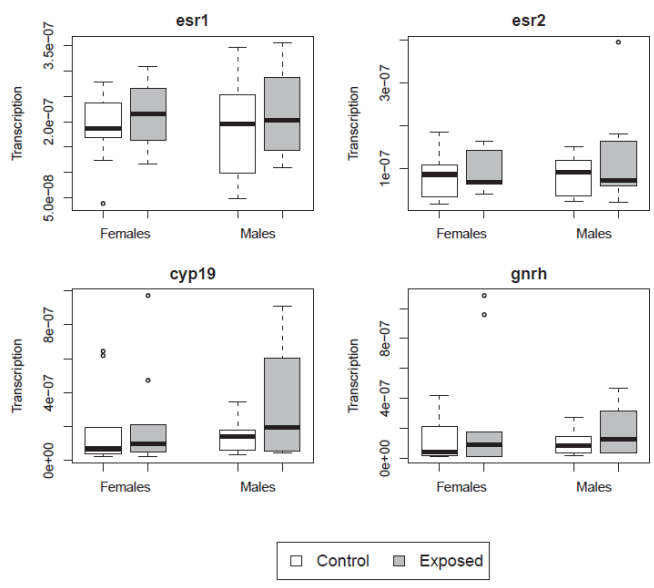 esr1
Transcription
3.5e-07
2.0e-07
5.0e-08
Females
Males
esr2
Transcription
3e-07
1e-07
Females
Males
cyp19
Transcription
8e-07
4e-07
0e+00
Females
Males
gnrh
Transcription
8e-07
4e-07
0e+00
Females
Males
Control
Exposed